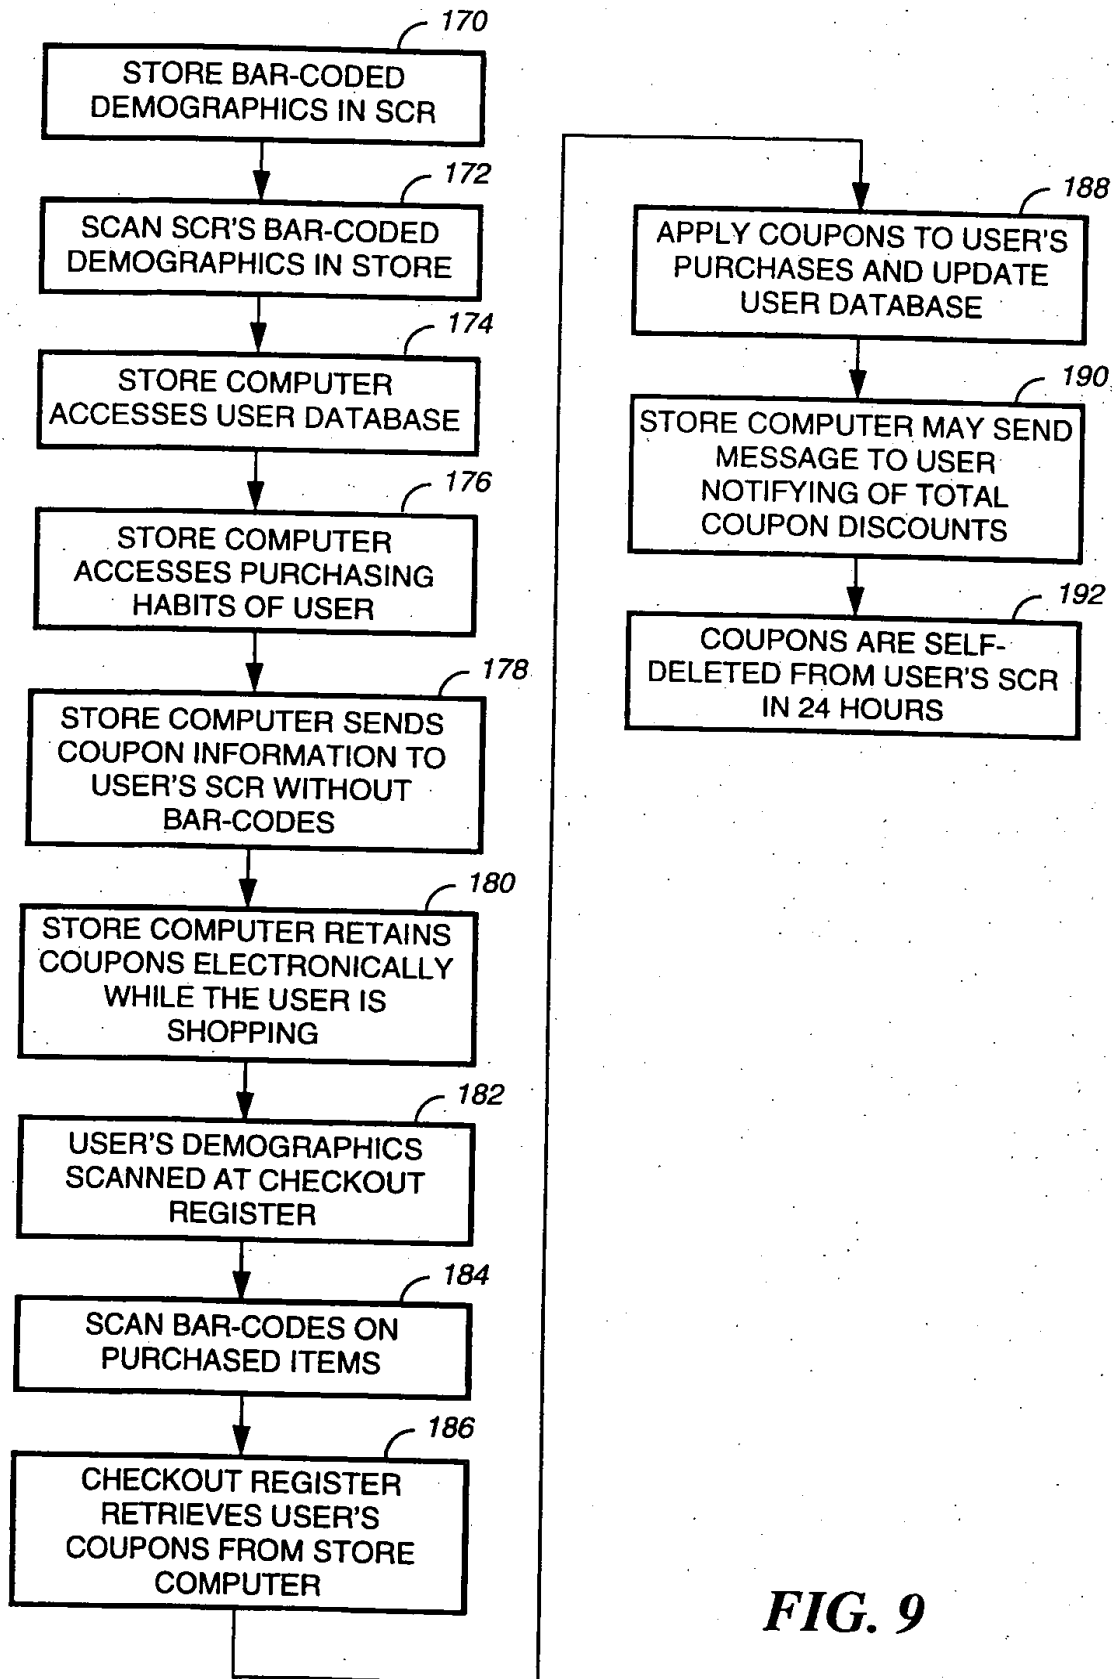 170
STORE BAR-CODED
DEMOGRAPHICS IN SCR
172
SCAN SCR'S BAR-CODED
DEMOGRAPHICS IN STORE
174
STORE COMPUTER
ACCESSES USER DATABASE
176
STORE COMPUTER
ACCESSES PURCHASING
HABITS OF USER
178
STORE COMPUTER SENDS
COUPON INFORMATION TO
USER'S SCR WITHOUT
BAR-CODES
180
STORE COMPUTER RETAINS
COUPONS ELECTRONICALLY
WHILE THE USER IS
SHOPPING
182
USER'S DEMOGRAPHICS
SCANNED AT CHECKOUT
REGISTER
184
SCAN BAR-CODES ON
PURCHASED ITEMS
186
CHECKOUT REGISTER
RETRIEVES USER'S
COUPONS FROM STORE
COMPUTER
188
APPLY COUPONS TO USER'S
PURCHASES AND UPDATE
USER DATABASE
190
STORE COMPUTER MAY SEND
MESSAGE TO USER
NOTIFYING OF TOTAL
COUPON DISCOUNTS
192
COUPONS ARE SELF-
DELETED FROM USER'S SCR
IN 24 HOURS
FIG. 9